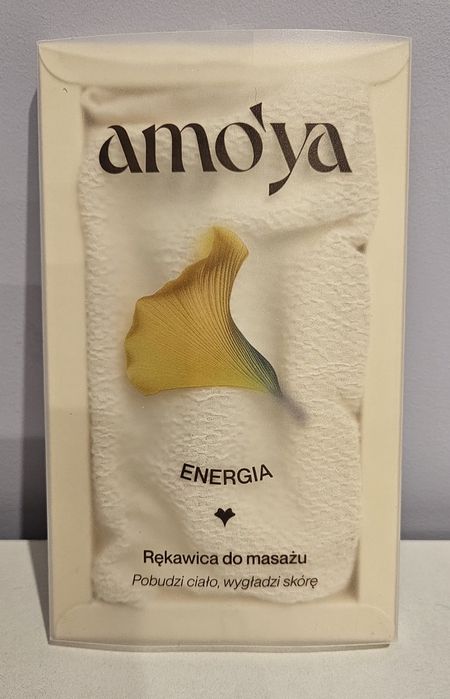 amo'ya
ENERGIA
Rękawica do masażu
Pobudzi ciało, wygładzi skórę